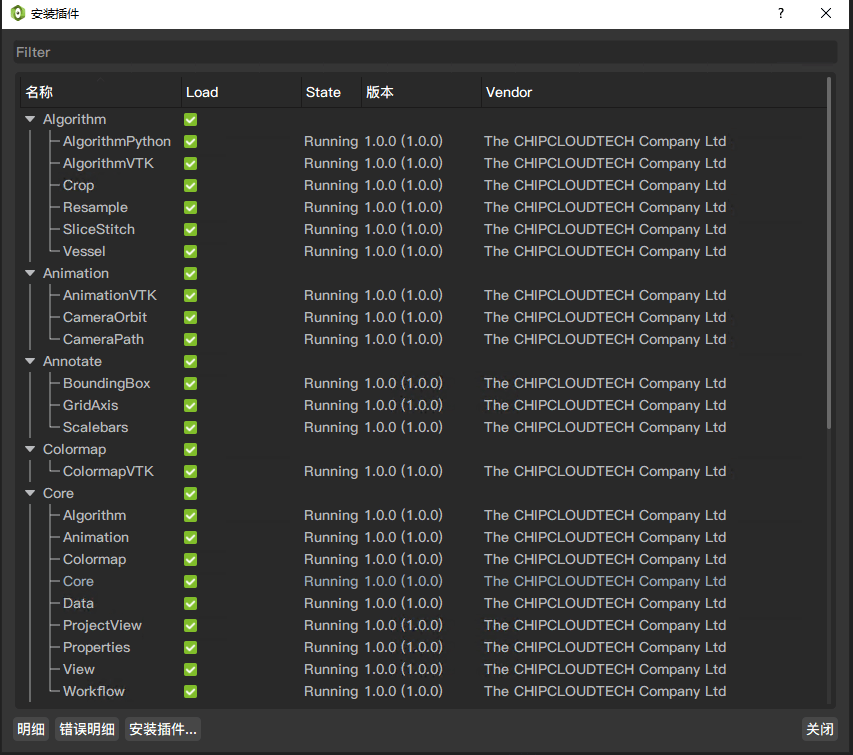 安装插件 ?
Filter
名称 Load State 版本 Vendor
Algorithm
AlgorithmPython Running 1.0.0 (1.0.0) The CHIPCLOUDTECH Company Ltd
AlgorithmVTK Running 1.0.0 (1.0.0) The CHIPCLOUDTECH Company Ltd
Crop Running 1.0.0 (1.0.0) The CHIPCLOUDTECH Company Ltd
Resample Running 1.0.0 (1.0.0) The CHIPCLOUDTECH Company Ltd
SliceStitch Running 1.0.0 (1.0.0) The CHIPCLOUDTECH Company Ltd
Vessel Running 1.0.0 (1.0.0) The CHIPCLOUDTECH Company Ltd
Animation
AnimationVTK Running 1.0.0 (1.0.0) The CHIPCLOUDTECH Company Ltd
CameraOrbit Running 1.0.0 (1.0.0) The CHIPCLOUDTECH Company Ltd
CameraPath Running 1.0.0 (1.0.0) The CHIPCLOUDTECH Company Ltd
Annotate
BoundingBox Running 1.0.0 (1.0.0) The CHIPCLOUDTECH Company Ltd
GridAxis Running 1.0.0 (1.0.0) The CHIPCLOUDTECH Company Ltd
Scalebars Running 1.0.0 (1.0.0) The CHIPCLOUDTECH Company Ltd
Colormap
ColormapVTK Running 1.0.0 (1.0.0) The CHIPCLOUDTECH Company Ltd
Core
Algorithm Running 1.0.0 (1.0.0) The CHIPCLOUDTECH Company Ltd
Animation Running 1.0.0 (1.0.0) The CHIPCLOUDTECH Company Ltd
Colormap Running 1.0.0 (1.0.0) The CHIPCLOUDTECH Company Ltd
Core Running 1.0.0 (1.0.0) The CHIPCLOUDTECH Company Ltd
Data Running 1.0.0 (1.0.0) The CHIPCLOUDTECH Company Ltd
ProjectView Running 1.0.0 (1.0.0) The CHIPCLOUDTECH Company Ltd
Properties Running 1.0.0 (1.0.0) The CHIPCLOUDTECH Company Ltd
View Running 1.0.0 (1.0.0) The CHIPCLOUDTECH Company Ltd
Workflow Running 1.0.0 (1.0.0) The CHIPCLOUDTECH Company Ltd
明细 错误明细 安装插件... 关闭